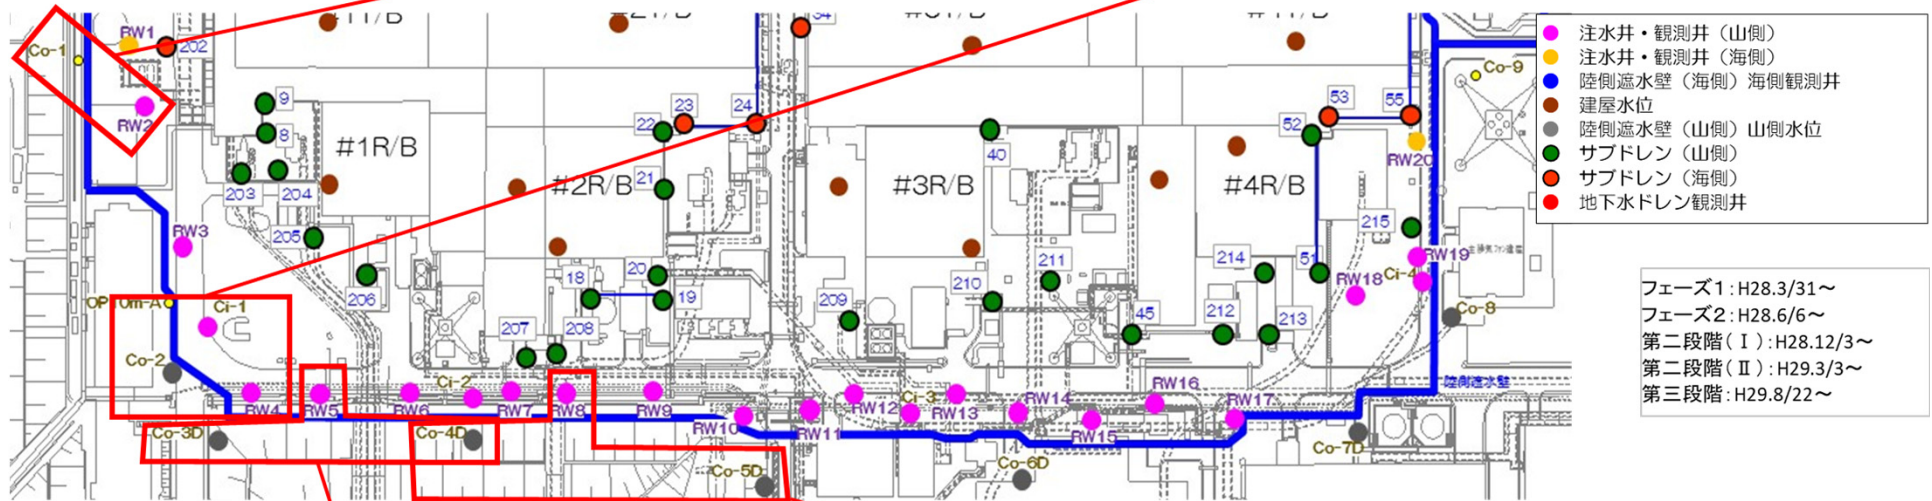 RW1
202
Co-1
RW2
RW3
9
8
203
204
205
206
#1R/B
22
23
24
21
#2R/B
18
20
19
207
208
209
40
#3R/B
210
211
45
212
213
214
51
52
53
55
#4R/B
RW20
215
RW19
RW18
Ci-4
Co-9
Co-8
Ci-1
Co-2
RW4
RW5
RW6
Ci-2
RW7
RW8
RW9
RW10
RW11
RW12
Ci-3
RW13
RW14
RW15
RW16
RW17
陸側遮水壁
Co-3D
Co-4D
Co-5D
Co-6D
Co-7D
注水井・観測井（山側）
注水井・観測井（海側）
陸側遮水壁（海側）海側観測井
建屋水位
陸側遮水壁（山側）山側水位
サブドレン（山側）
サブドレン（海側）
地下水ドレン観測井
フェーズ１：H28.3/31～
フェーズ２：H28.6/6～
第二段階(Ⅰ)：H28.12/3～
第二段階(Ⅱ)：H29.3/3～
第三段階：H29.8/22～